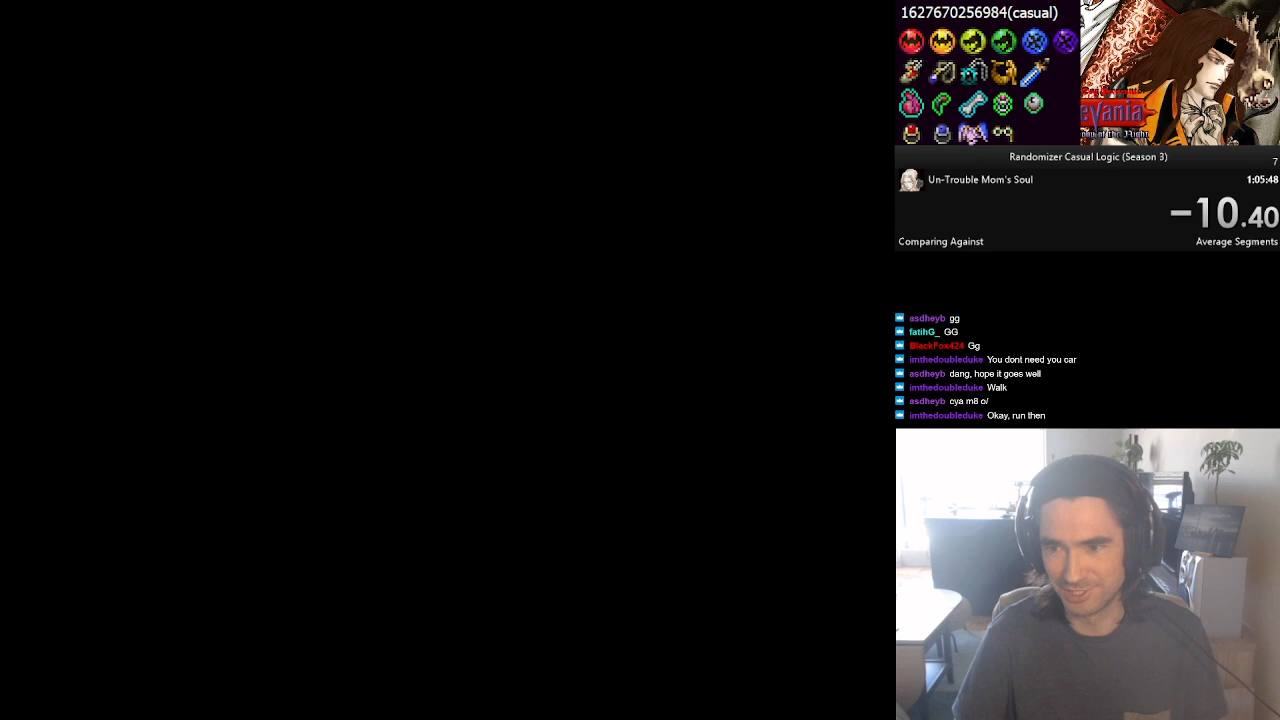 1627670256984(casual)
evania
Randomizer Casual Logic (Season 3)
7
Un-Trouble Mom's Soul 1:05:48
-10.40
Comparing Against Average Segments
asdheyb gg
fatihG_ GG
BlackFox424 Gg
imthedoubleduke You dont need you car
asdheyb dang, hope it goes well
imthedoubleduke Walk
asdheyb cya m8 o/
imthedoubleduke Okay, run then